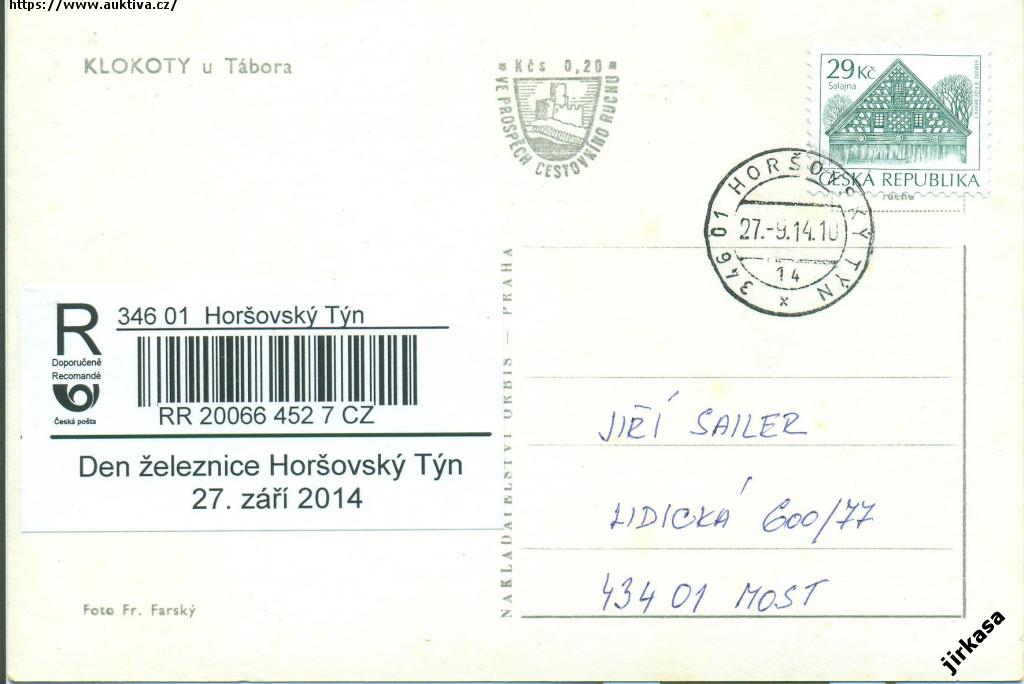 https://www.auktiva.cz/
KLOKOTY u Tábora
* Kčs 0,20 *
VE PROSPĚCH CESTOVNÍHO RUCHU
29 Kč
Salajna
ČESKÁ REPUBLIKA
ruchu
346 01 HORŠOVSKÝ TÝN
27.-9.14.10
14
x
NAKLADATELSTVÍ ORBIS — PRAHA
R
Doporučeně
Recomandé
Česká pošta
346 01 Horšovský Týn
RR 20066 452 7 CZ
Den železnice Horšovský Týn
27. září 2014
JIŘÍ SAILER
LIDICKÁ 600/77
434 01 MOST
Foto Fr. Farský
jirkasa